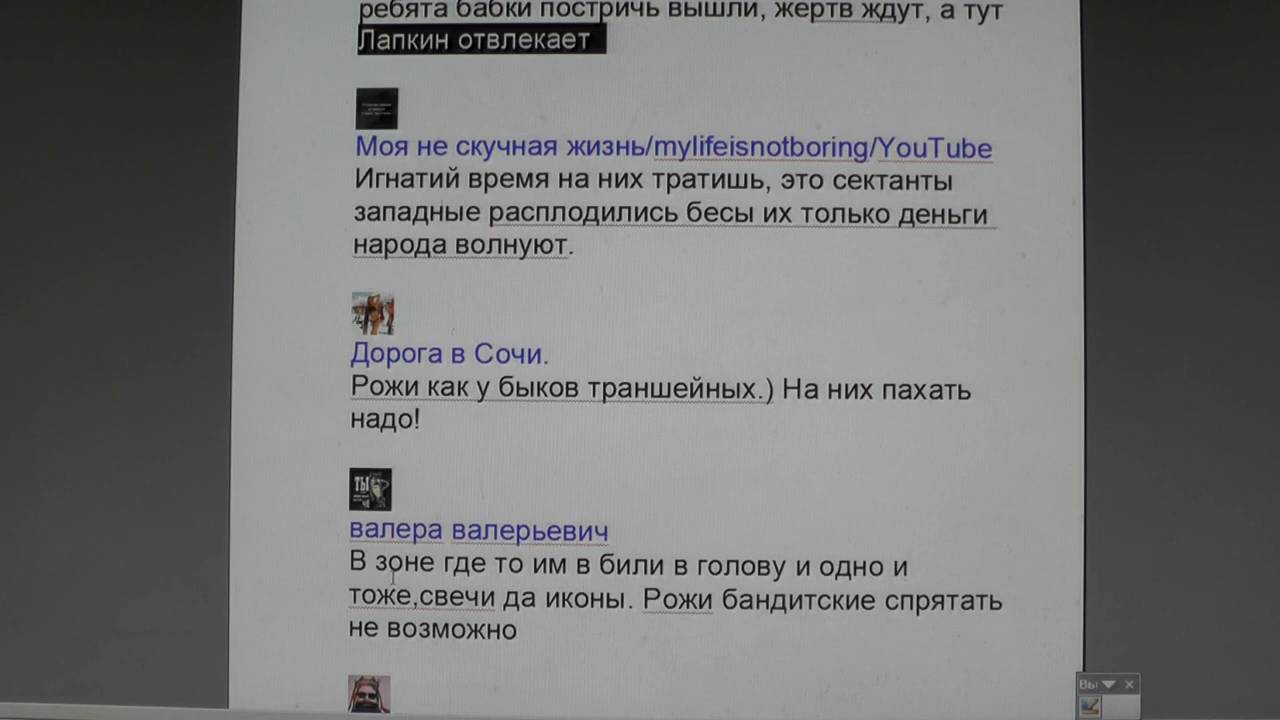 ребята бабки постричь вышли, жертв ждут, а тут
Лапкин отвлекает
Моя не скучная жизнь/mylifeisnotboring/YouTube
Игнатий время на них тратишь, это сектанты
западные расплодились бесы их только деньги
народа волнуют.
Дорога в Сочи.
Рожи как у быков траншейных.) На них пахать
надо!
ТЫ
валера валерьевич
В зоне где то им в били в голову и одно и
тоже,свечи да иконы. Рожи бандитские спрятать
не возможно
Вы